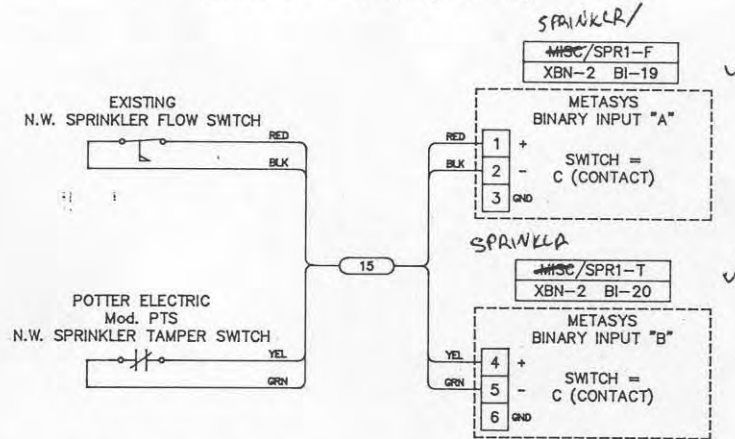 SPRINKLR/
MISC/SPR1-F
XBN-2 BI-19
EXISTING
N.W. SPRINKLER FLOW SWITCH
RED
BLK
METASYS
BINARY INPUT "A"
RED 1 +
BLK 2 -
3 GND
SWITCH =
C (CONTACT)
15
SPRINKLR
MISC/SPR1-T
XBN-2 BI-20
POTTER ELECTRIC
Mod. PTS
N.W. SPRINKLER TAMPER SWITCH
YEL
GRN
METASYS
BINARY INPUT "B"
YEL 4 +
GRN 5 -
6 GND
SWITCH =
C (CONTACT)